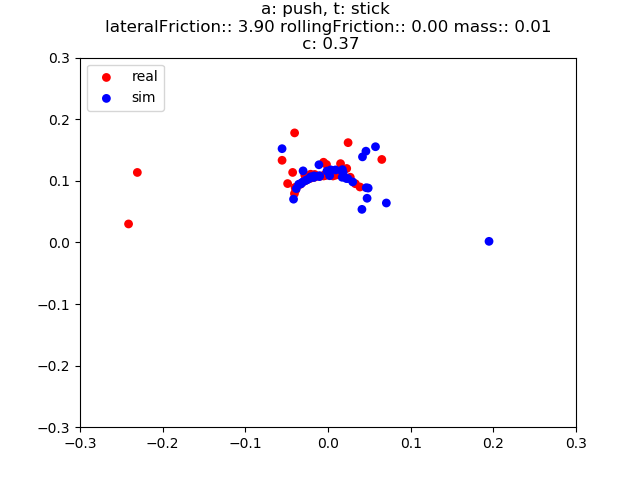 a: push, t: stick
lateralFriction:: 3.90 rollingFriction:: 0.00 mass:: 0.01
c: 0.37
real
sim
0.3
0.2
0.1
0.0
−0.1
−0.2
−0.3
−0.3
−0.2
−0.1
0.0
0.1
0.2
0.3